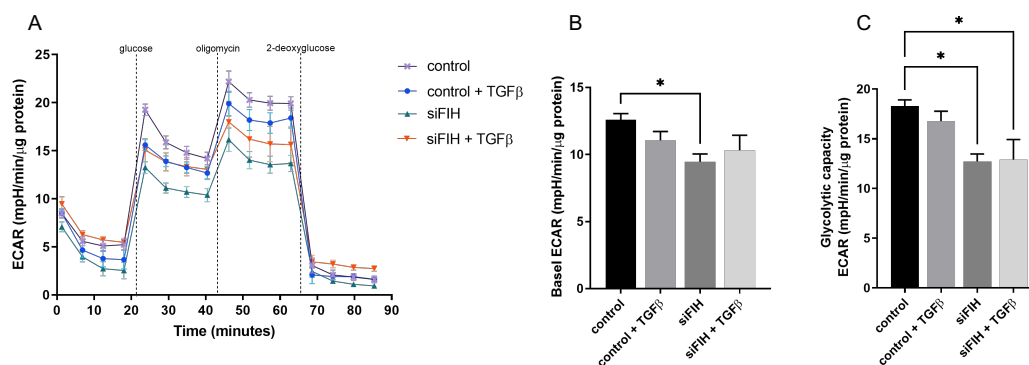 A
glucose
oligomycin
2-deoxyglucose
25
20
15
10
5
0
ECAR (mpH/min/µg protein)
0 10 20 30 40 50 60 70 80 90
Time (minutes)
control
control + TGFβ
siFIH
siFIH + TGFβ
B
*
15
10
5
0
Basel ECAR (mpH/min/µg protein)
control
control + TGFβ
siFIH
siFIH + TGFβ
C
*
*
20
15
10
5
0
Glycolytic capacity
ECAR (mpH/min/µg protein)
control
control + TGFβ
siFIH
siFIH + TGFβ